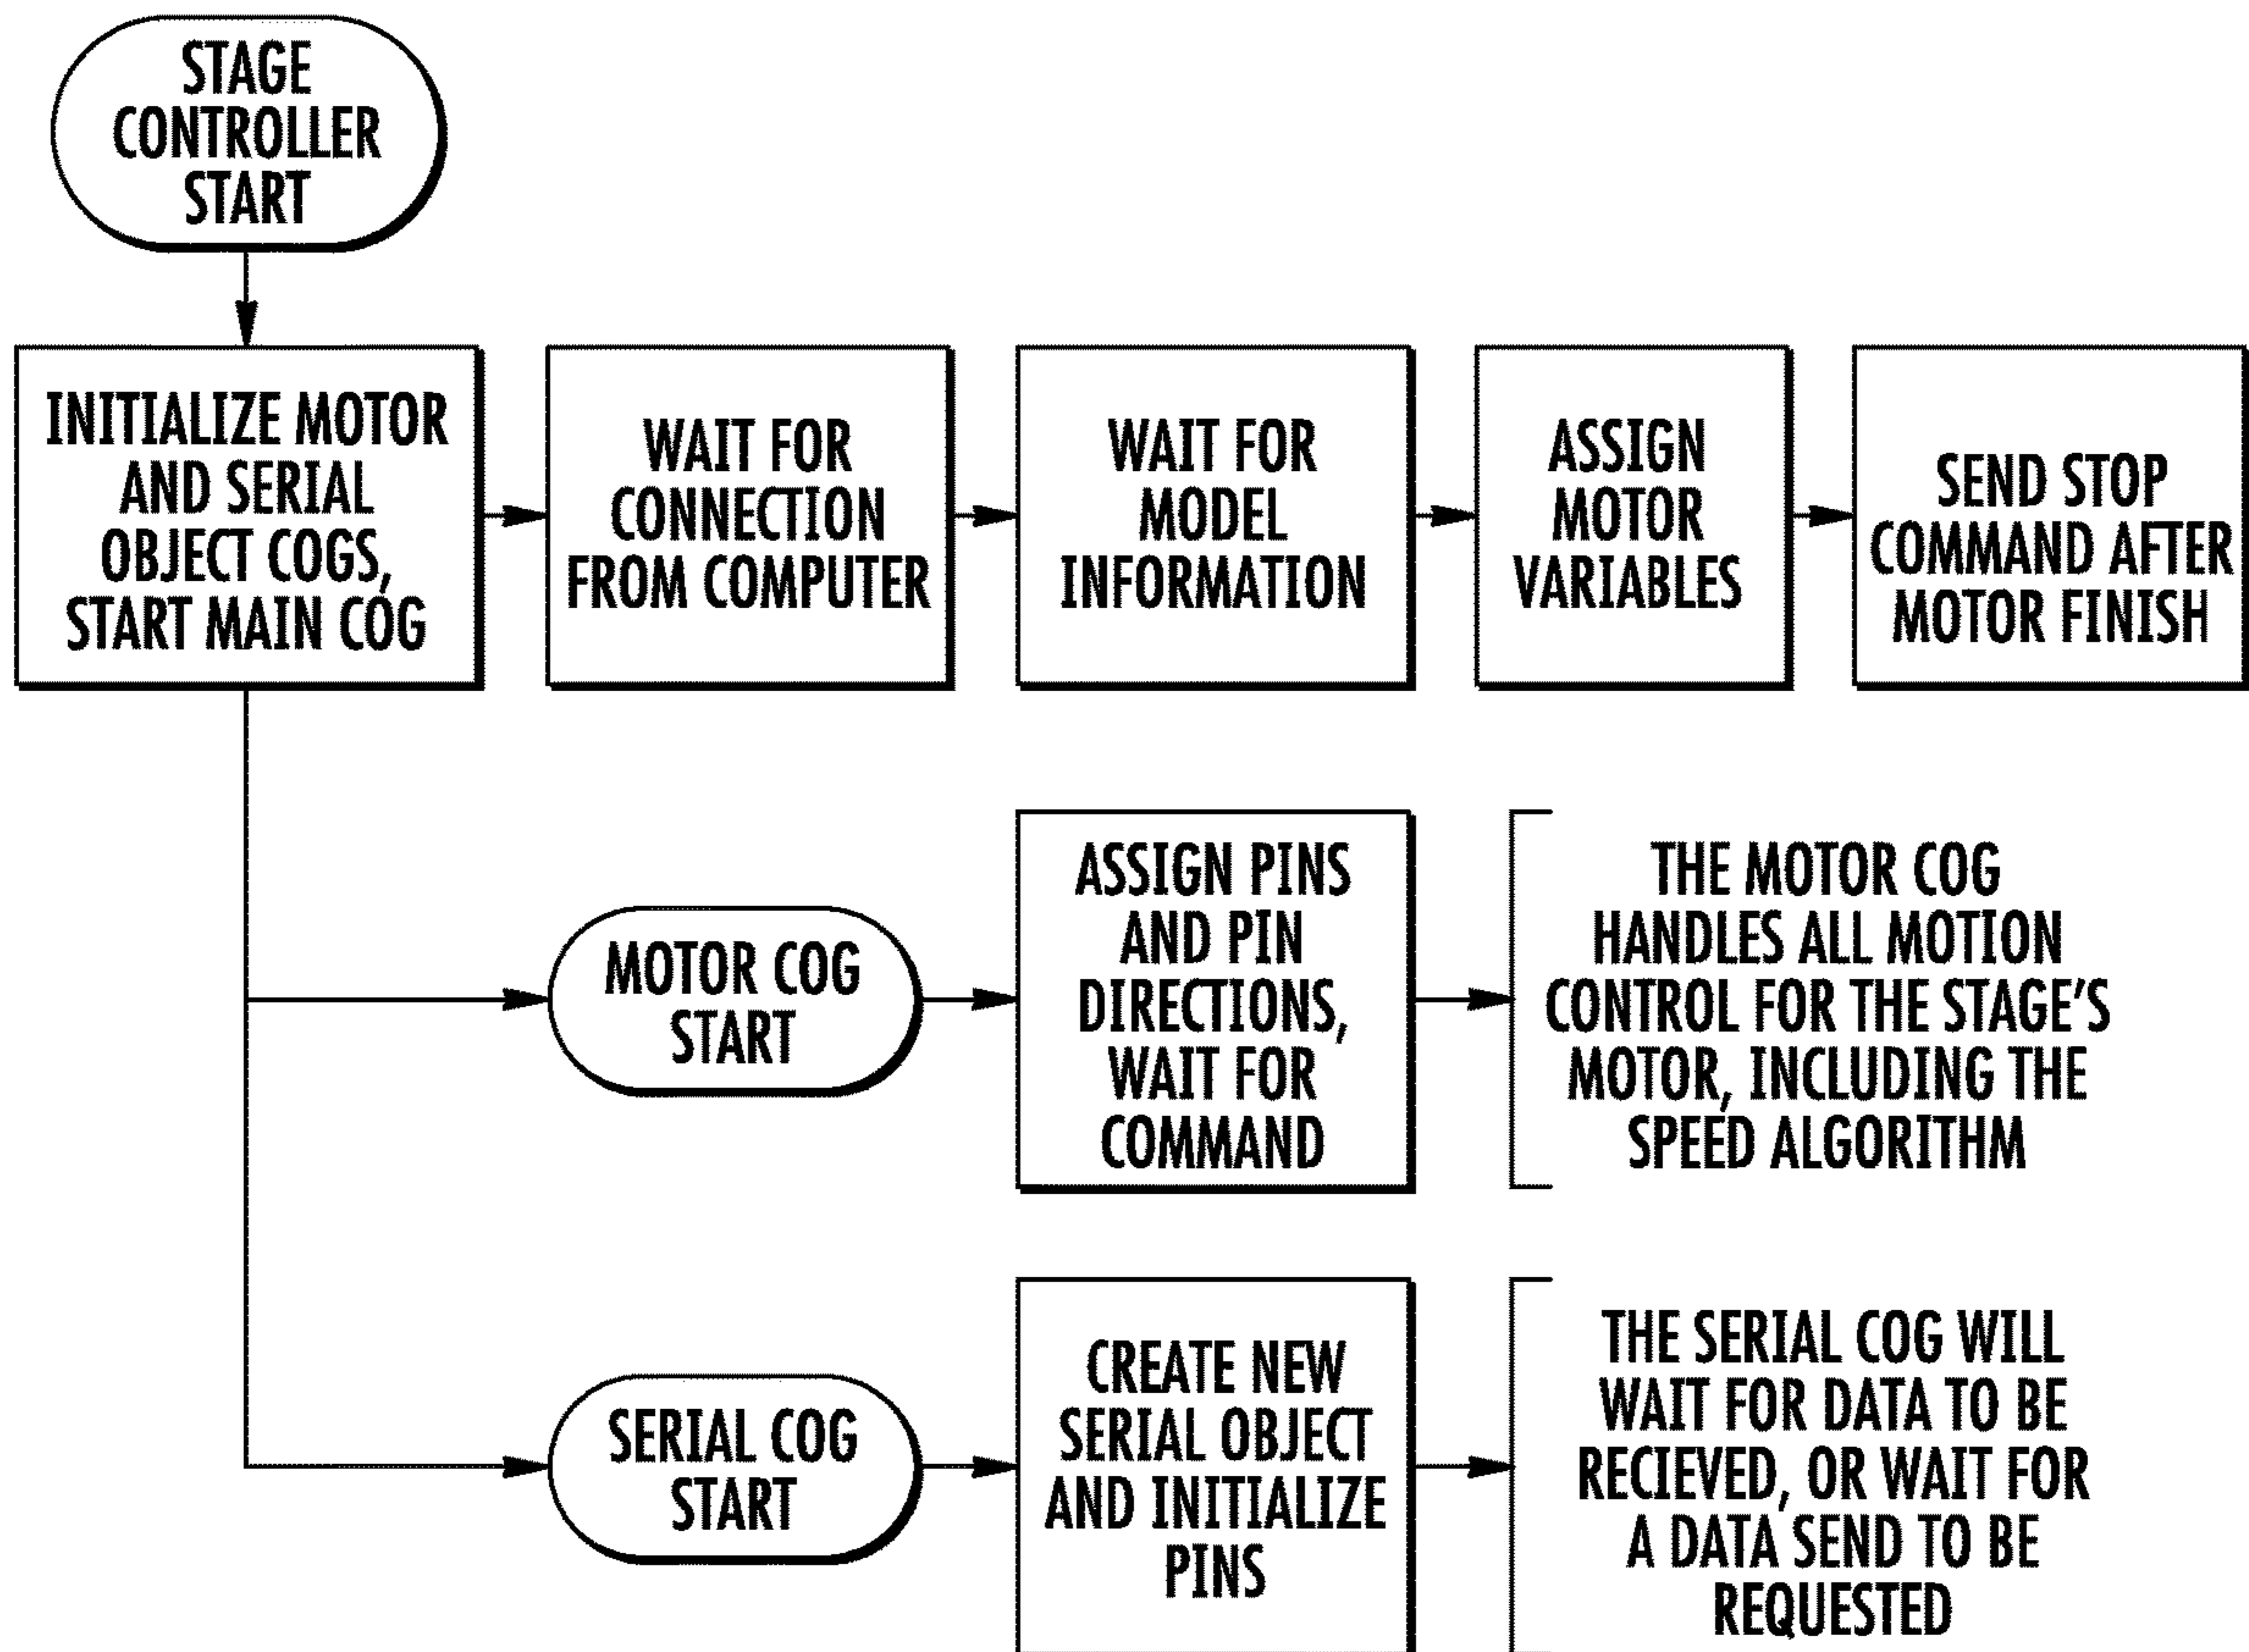 STAGE
CONTROLLER
START
INITIALIZE MOTOR
AND SERIAL
OBJECT COGS,
START MAIN COG
WAIT FOR
CONNECTION
FROM COMPUTER
WAIT FOR
MODEL
INFORMATION
ASSIGN
MOTOR
VARIABLES
SEND STOP
COMMAND AFTER
MOTOR FINISH
MOTOR COG
START
ASSIGN PINS
AND PIN
DIRECTIONS,
WAIT FOR
COMMAND
THE MOTOR COG
HANDLES ALL MOTION
CONTROL FOR THE STAGE'S
MOTOR, INCLUDING THE
SPEED ALGORITHM
SERIAL COG
START
CREATE NEW
SERIAL OBJECT
AND INITIALIZE
PINS
THE SERIAL COG WILL
WAIT FOR DATA TO BE
RECIEVED, OR WAIT FOR
A DATA SEND TO BE
REQUESTED